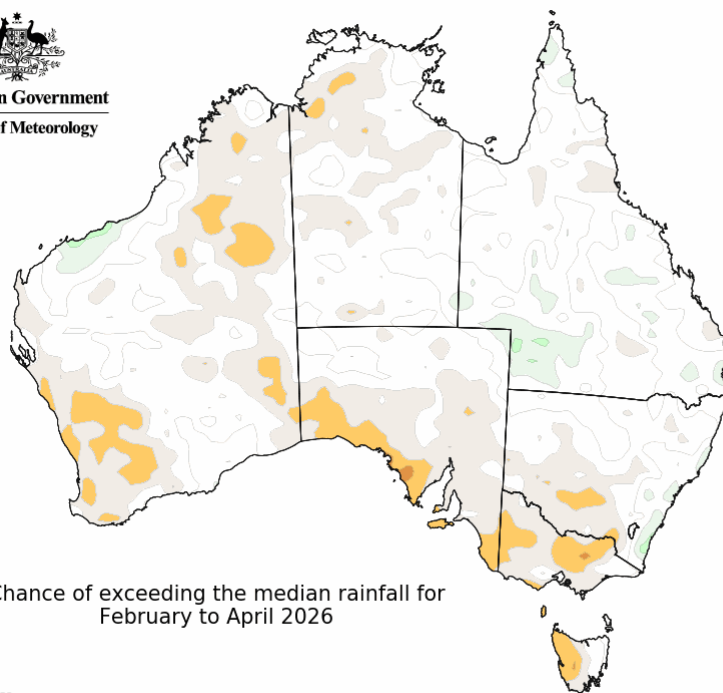 n Government
f Meteorology
Chance of exceeding the median rainfall for
February to April 2026